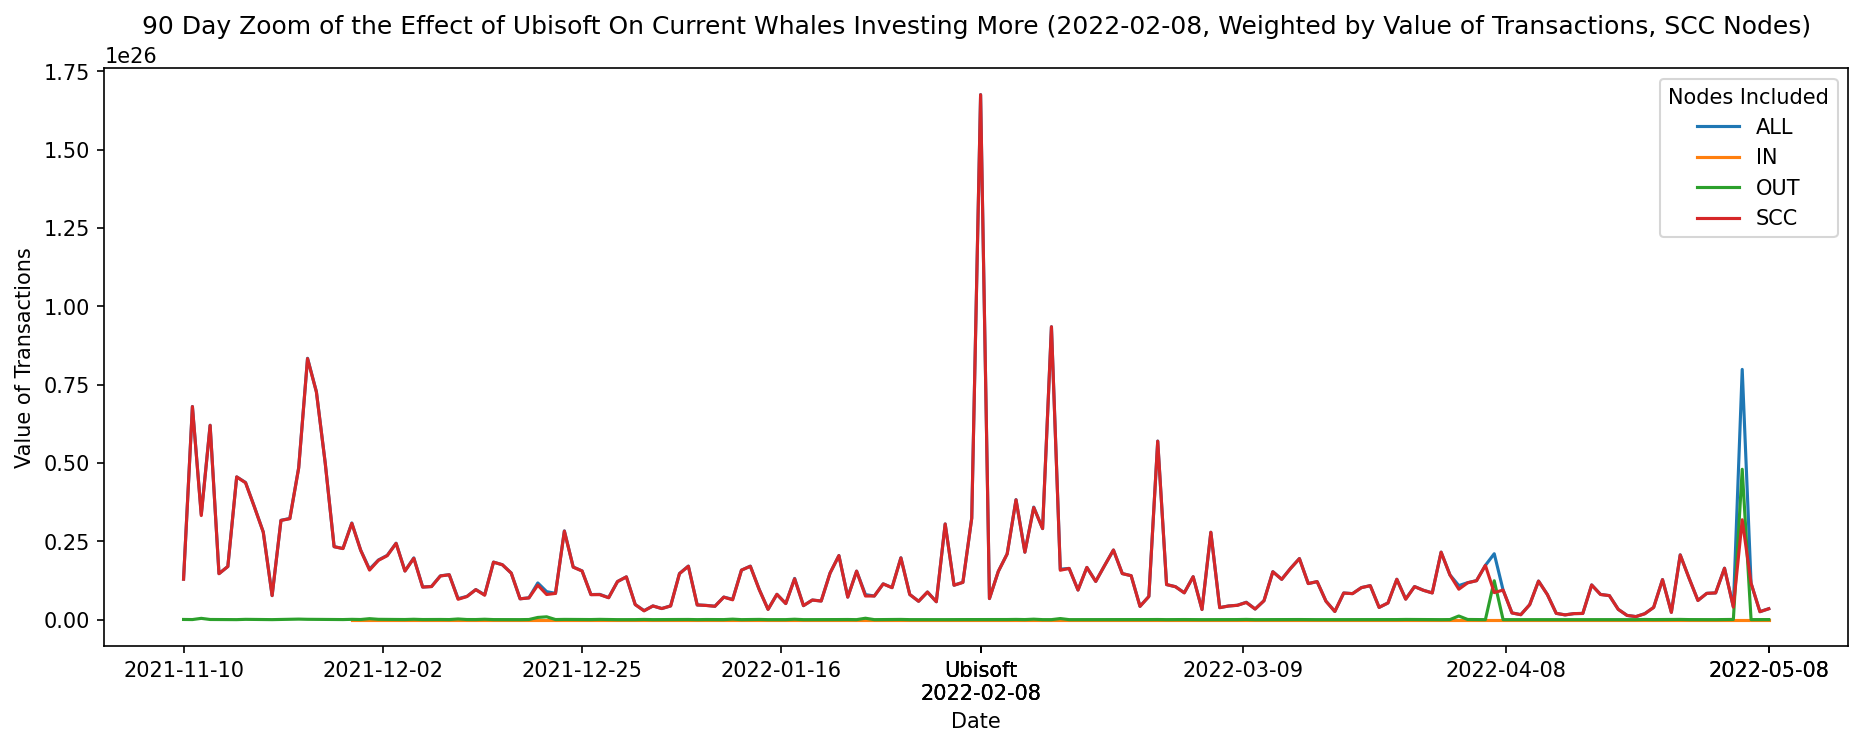 90 Day Zoom of the Effect of Ubisoft On Current Whales Investing More (2022-02-08, Weighted by Value of Transactions, SCC Nodes)
1e26
1.75
1.50
1.25
1.00
0.75
0.50
0.25
0.00
Value of Transactions
Nodes Included
ALL
IN
OUT
SCC
2021-11-10
2021-12-02
2021-12-25
2022-01-16
Ubisoft
2022-02-08
2022-03-09
2022-04-08
2022-05-08
Date